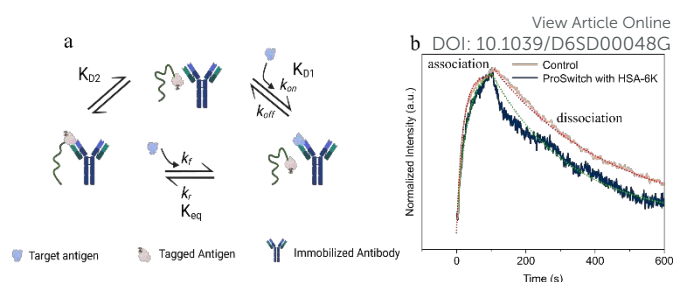 View Article Online
DOI: 10.1039/D6SD00048G
a
K_D2
K_D1
k_on
k_off
k_f
k_r
K_eq
Target antigen
Tagged Antigen
Immobilized Antibody
b
Control
ProSwitch with HSA-6K
association
dissociation
Normalized Intensity (a.u.)
0 200 400 600
Time (s)